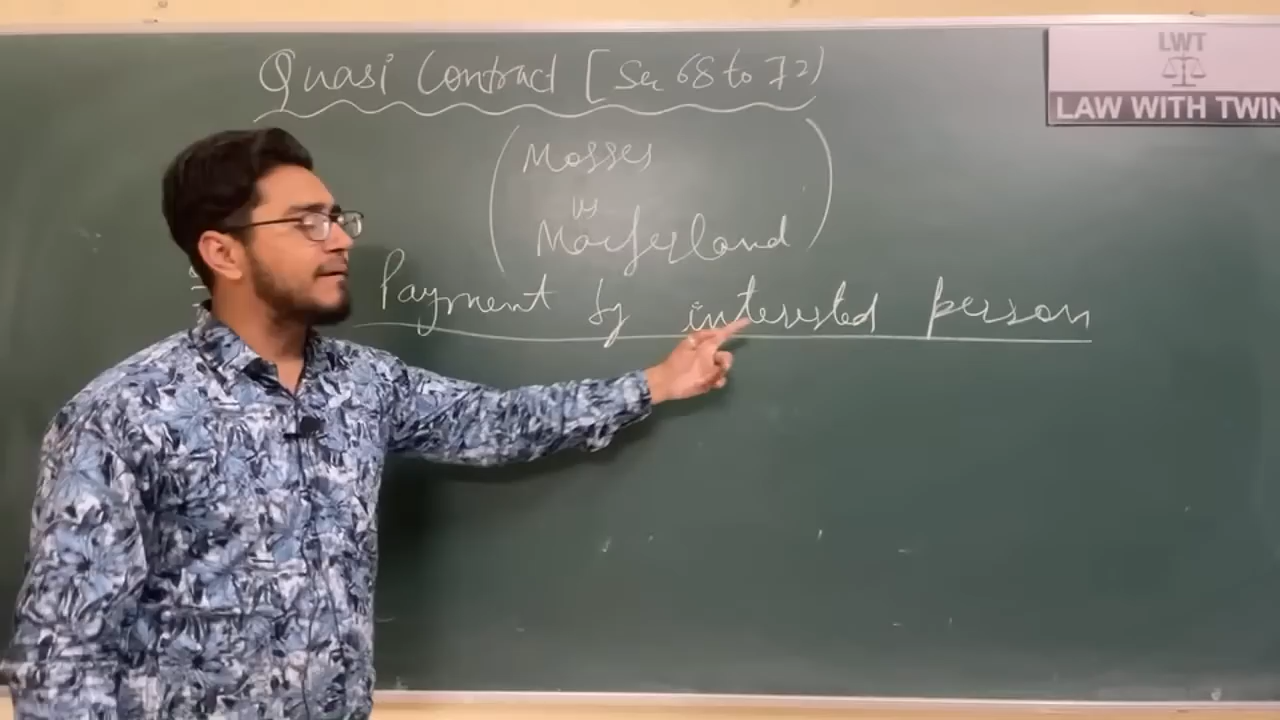 Quasi Contract [Sec 68 to 72)
LWT
LAW WITH TWIN
(Mosses
vs
Macferland)
Payment by interested person